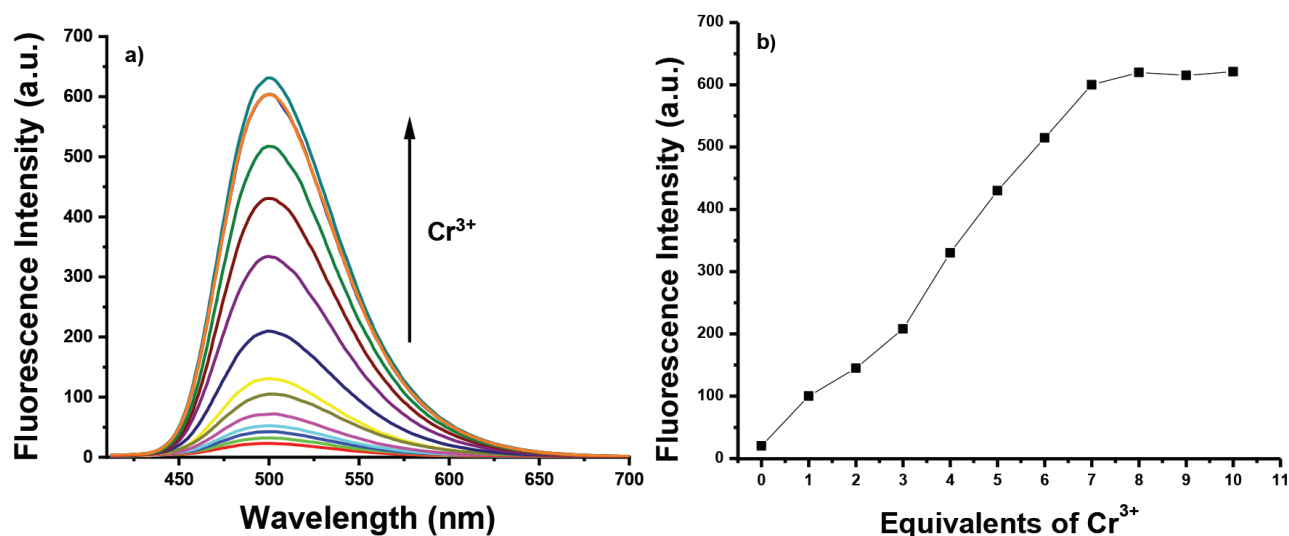 a)
Fluorescence Intensity (a.u.)
700
600
500
400
300
200
100
0
Cr³⁺
450 500 550 600 650 700
Wavelength (nm)
b)
Fluorescence Intensity (a.u.)
700
600
500
400
300
200
100
0
0 1 2 3 4 5 6 7 8 9 10 11
Equivalents of Cr³⁺